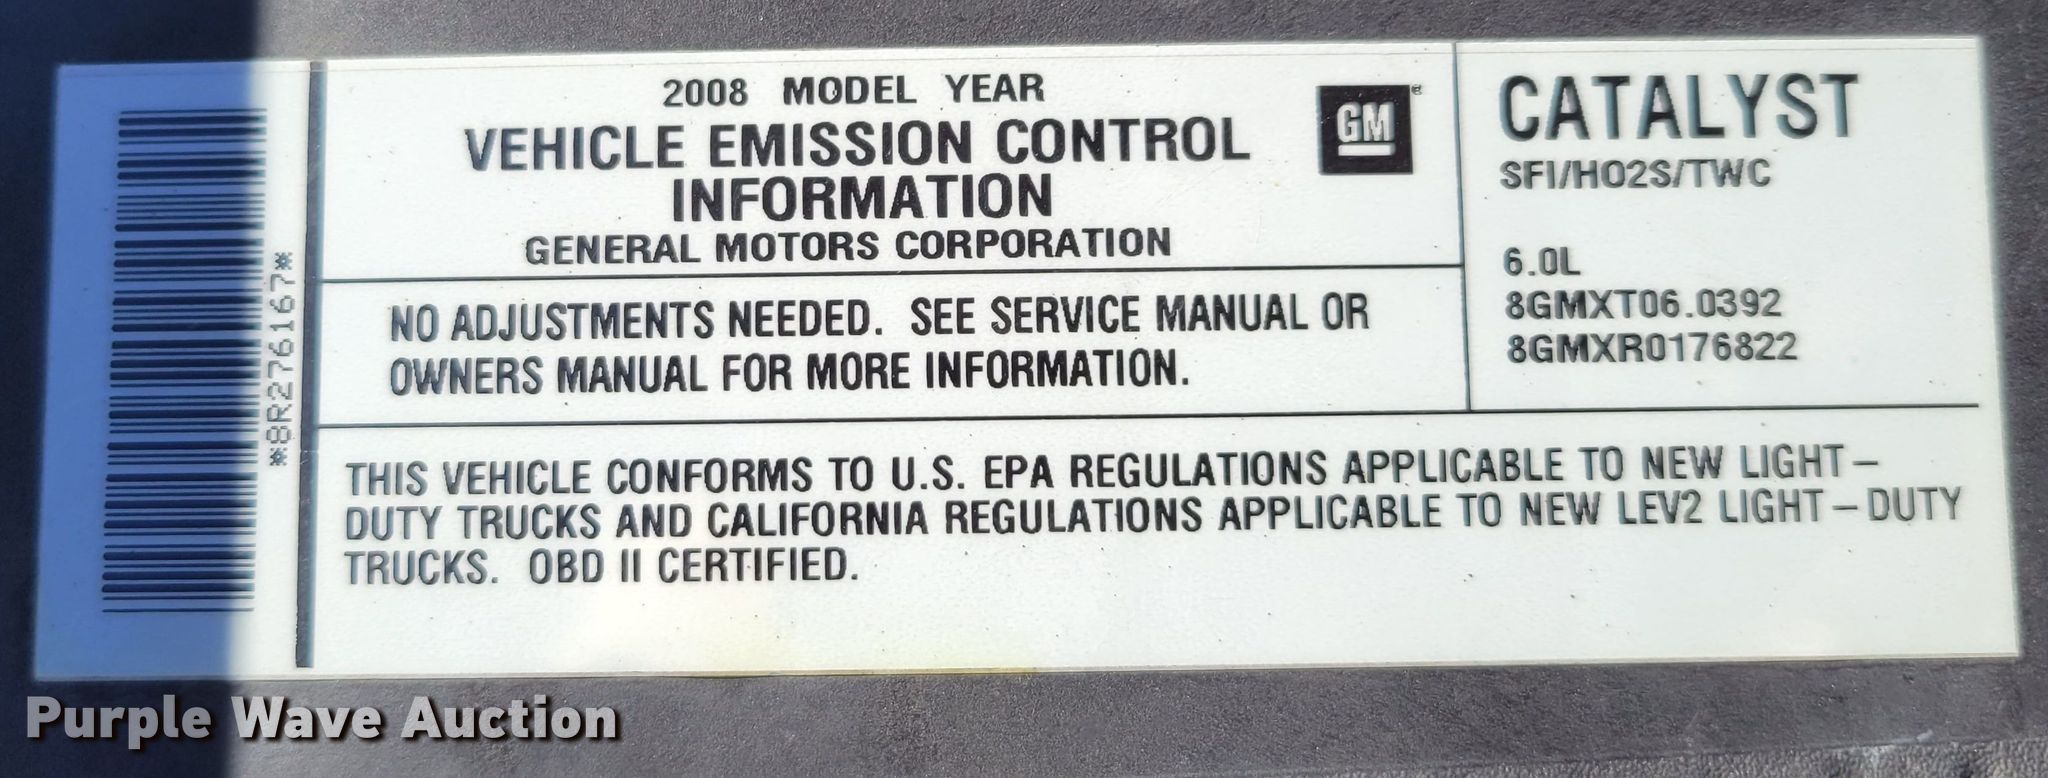 2008 MODEL YEAR
VEHICLE EMISSION CONTROL
INFORMATION
GENERAL MOTORS CORPORATION
GM®
CATALYST
SFI/HO2S/TWC
6.0L
8GMXT06.0392
8GMXR0176822
NO ADJUSTMENTS NEEDED. SEE SERVICE MANUAL OR
OWNERS MANUAL FOR MORE INFORMATION.
THIS VEHICLE CONFORMS TO U.S. EPA REGULATIONS APPLICABLE TO NEW LIGHT-
DUTY TRUCKS AND CALIFORNIA REGULATIONS APPLICABLE TO NEW LEV2 LIGHT-DUTY
TRUCKS. OBD II CERTIFIED.
*8R276167*
Purple Wave Auction